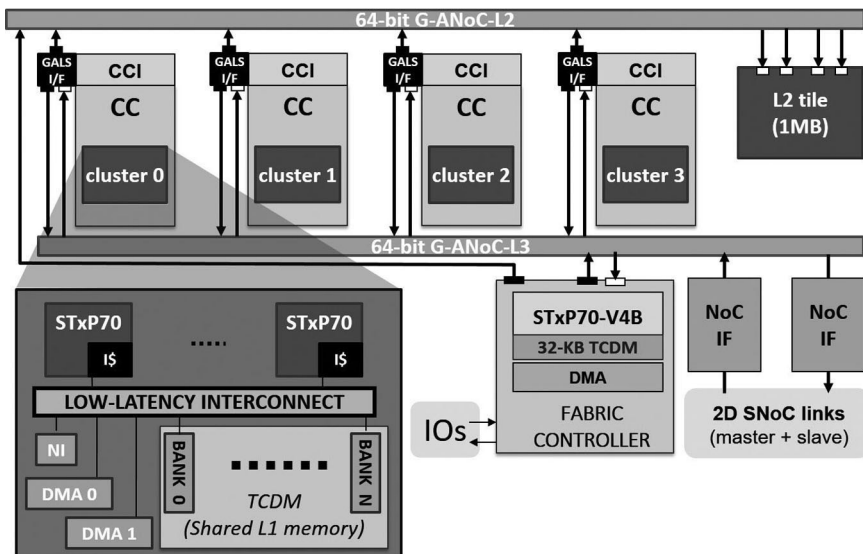 64-bit G-ANoC-L2
GALS
I/F
CCI
CC
cluster 0
GALS
I/F
CCI
CC
cluster 1
GALS
I/F
CCI
CC
cluster 2
GALS
I/F
CCI
CC
cluster 3
L2 tile
(1MB)
64-bit G-ANoC-L3
STxP70
I$
.....
STxP70
I$
LOW-LATENCY INTERCONNECT
NI
DMA 0
DMA 1
BANK 0
BANK N
TCDM
(Shared L1 memory)
STxP70-V4B
32-KB TCDM
DMA
FABRIC
CONTROLLER
IOs
NoC
IF
NoC
IF
2D SNoC links
(master + slave)